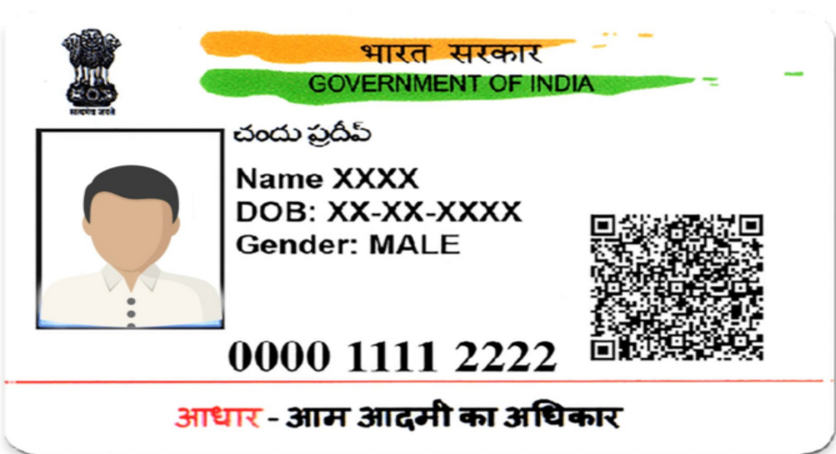 भारत सरकार
GOVERNMENT OF INDIA
सत्यमेव जयते
చందు ప్రదీప్
Name XXXX
DOB: XX-XX-XXXX
Gender: MALE
0000 1111 2222
आधार - आम आदमी का अधिकार